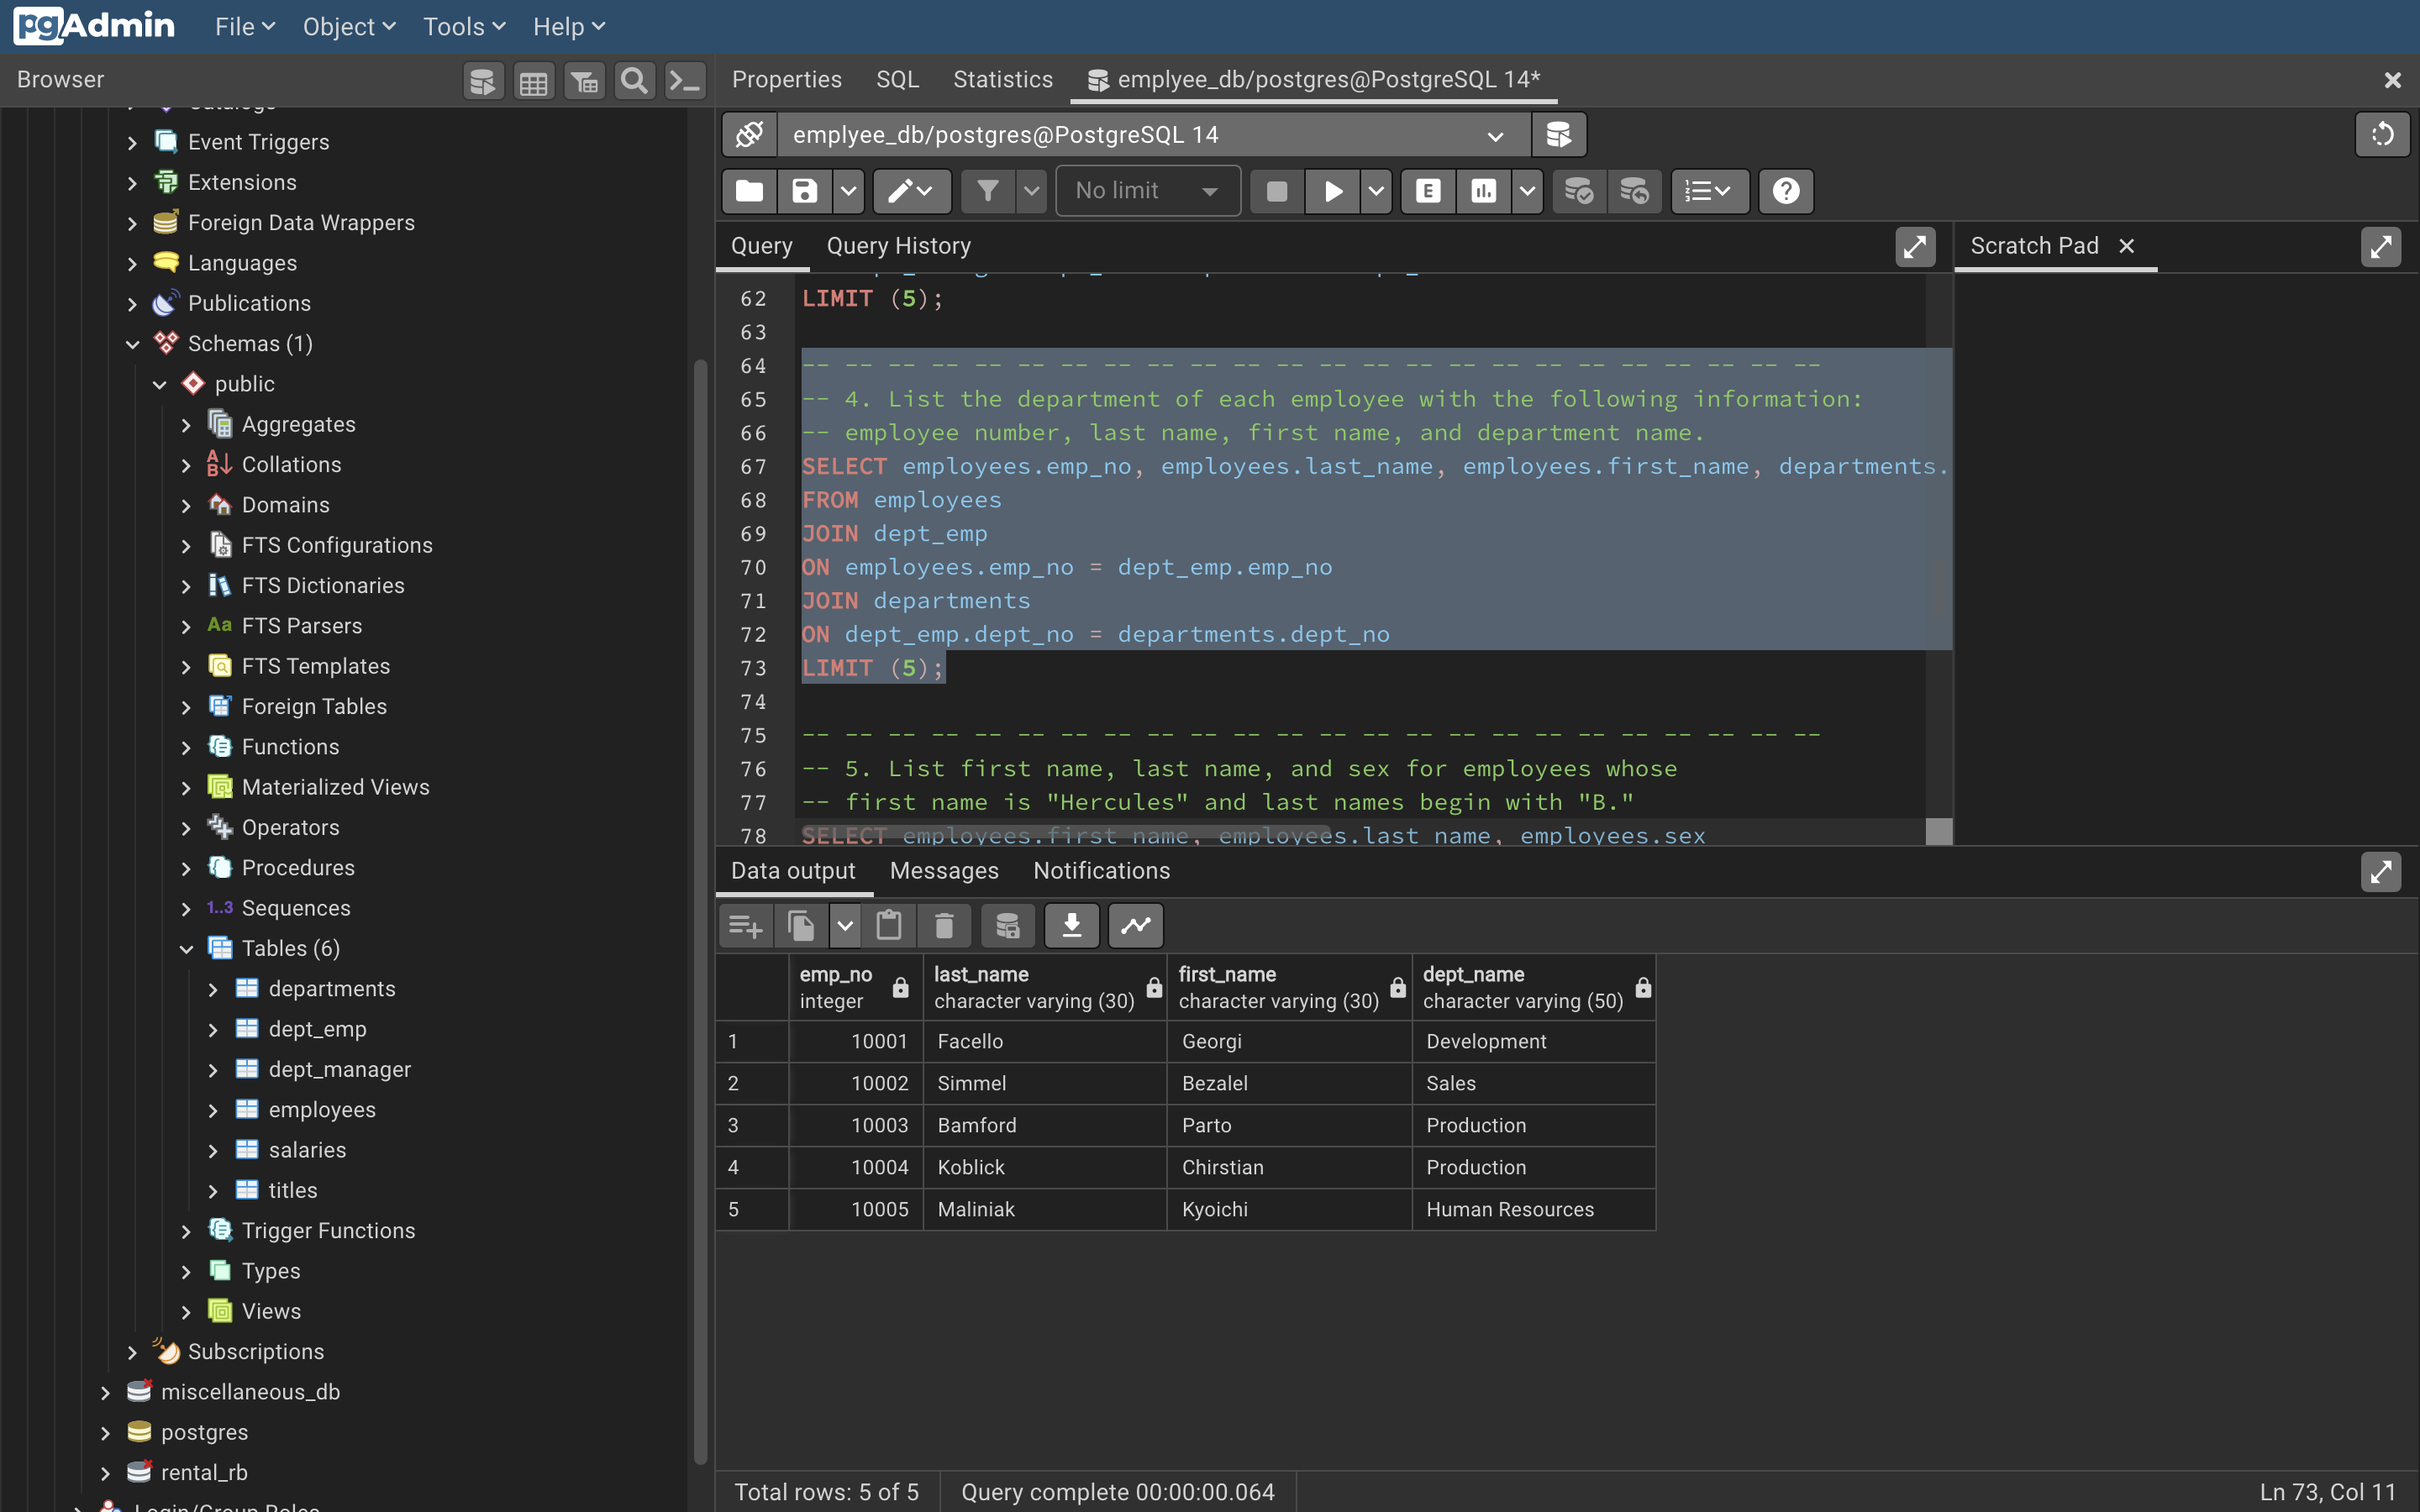 pgAdmin File Object Tools Help
Browser
Properties SQL Statistics emplyee_db/postgres@PostgreSQL 14*
emplyee_db/postgres@PostgreSQL 14
No limit
E
Query Query History
Scratch Pad
Catalogs
Event Triggers
Extensions
Foreign Data Wrappers
Languages
Publications
Schemas (1)
public
Aggregates
Collations
Domains
FTS Configurations
FTS Dictionaries
Aa FTS Parsers
FTS Templates
Foreign Tables
Functions
Materialized Views
Operators
Procedures
1..3 Sequences
Tables (6)
departments
dept_emp
dept_manager
employees
salaries
titles
Trigger Functions
Types
Views
Subscriptions
miscellaneous_db
postgres
rental_rb
Login/Group Roles
62 LIMIT (5);
63
64 -- -- -- -- -- -- -- -- -- -- -- -- -- -- -- -- -- -- -- -- -- -- -- --
65 -- 4. List the department of each employee with the following information:
66 -- employee number, last name, first name, and department name.
67 SELECT employees.emp_no, employees.last_name, employees.first_name, departments.
68 FROM employees
69 JOIN dept_emp
70 ON employees.emp_no = dept_emp.emp_no
71 JOIN departments
72 ON dept_emp.dept_no = departments.dept_no
73 LIMIT (5);
74
75 -- -- -- -- -- -- -- -- -- -- -- -- -- -- -- -- -- -- -- -- -- -- -- --
76 -- 5. List first name, last name, and sex for employees whose
77 -- first name is "Hercules" and last names begin with "B."
78 SELECT employees.first_name, employees.last_name, employees.sex
Data output Messages Notifications
emp_no last_name first_name dept_name
integer character varying (30) character varying (30) character varying (50)
1 10001 Facello Georgi Development
2 10002 Simmel Bezalel Sales
3 10003 Bamford Parto Production
4 10004 Koblick Chirstian Production
5 10005 Maliniak Kyoichi Human Resources
Total rows: 5 of 5 Query complete 00:00:00.064 Ln 73, Col 11